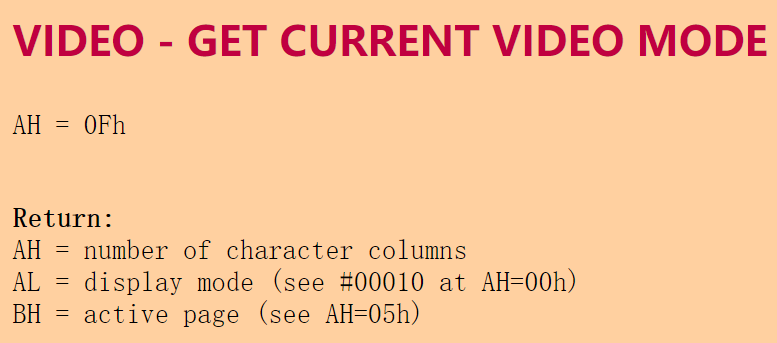 VIDEO - GET CURRENT VIDEO MODE
AH = 0Fh
Return:
AH = number of character columns
AL = display mode (see #00010 at AH=00h)
BH = active page (see AH=05h)